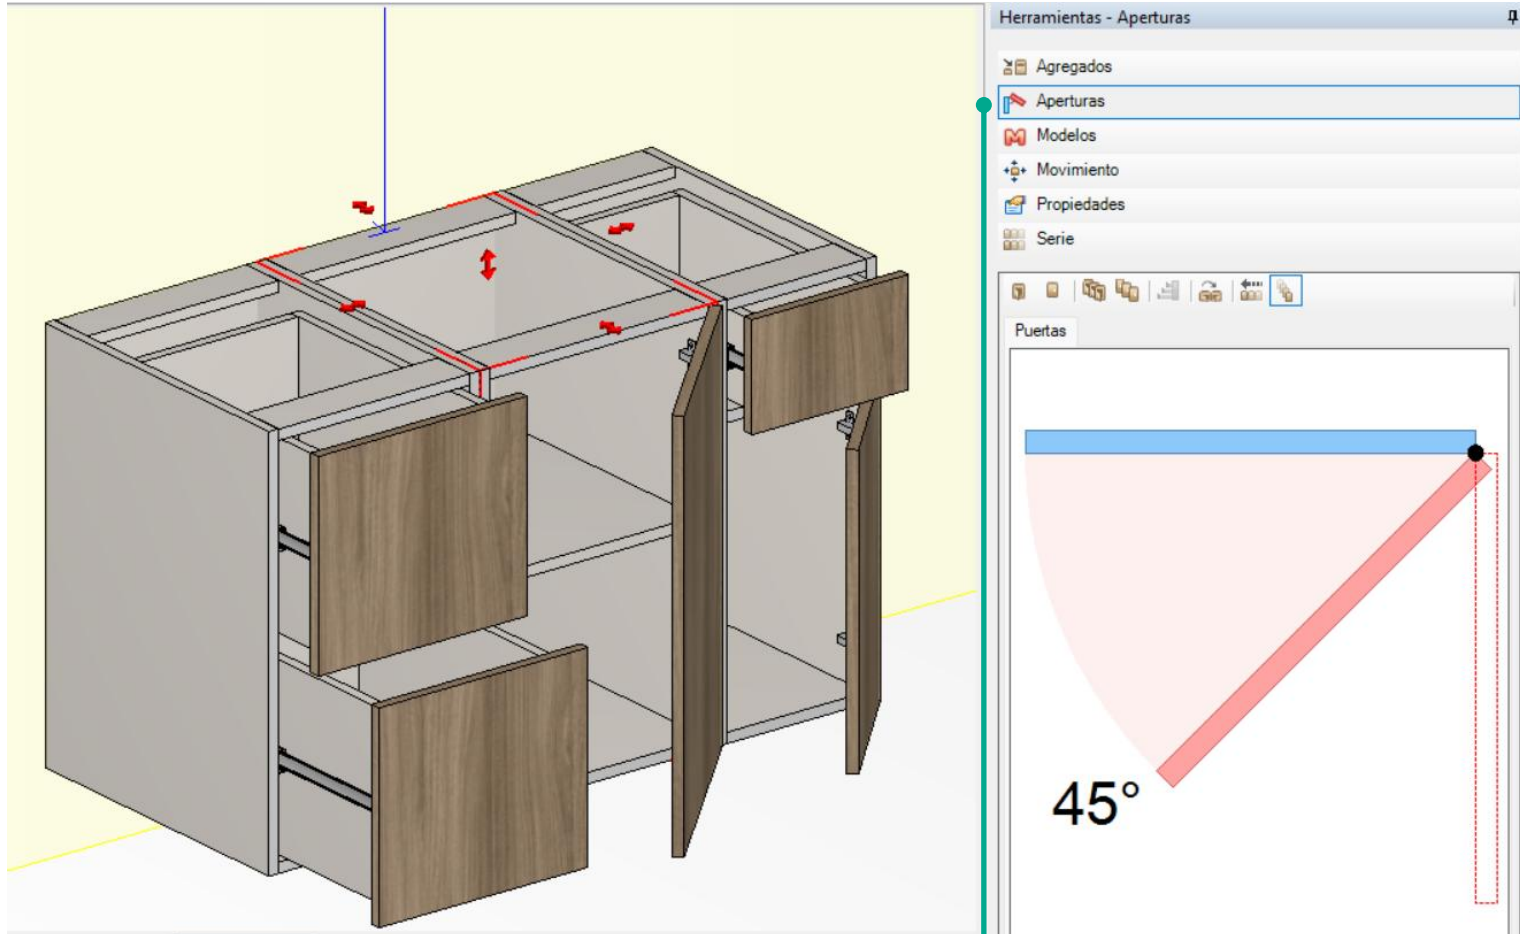 Herramientas - Aperturas
Agregados
Aperturas
Modelos
Movimiento
Propiedades
Serie
Puertas
45°